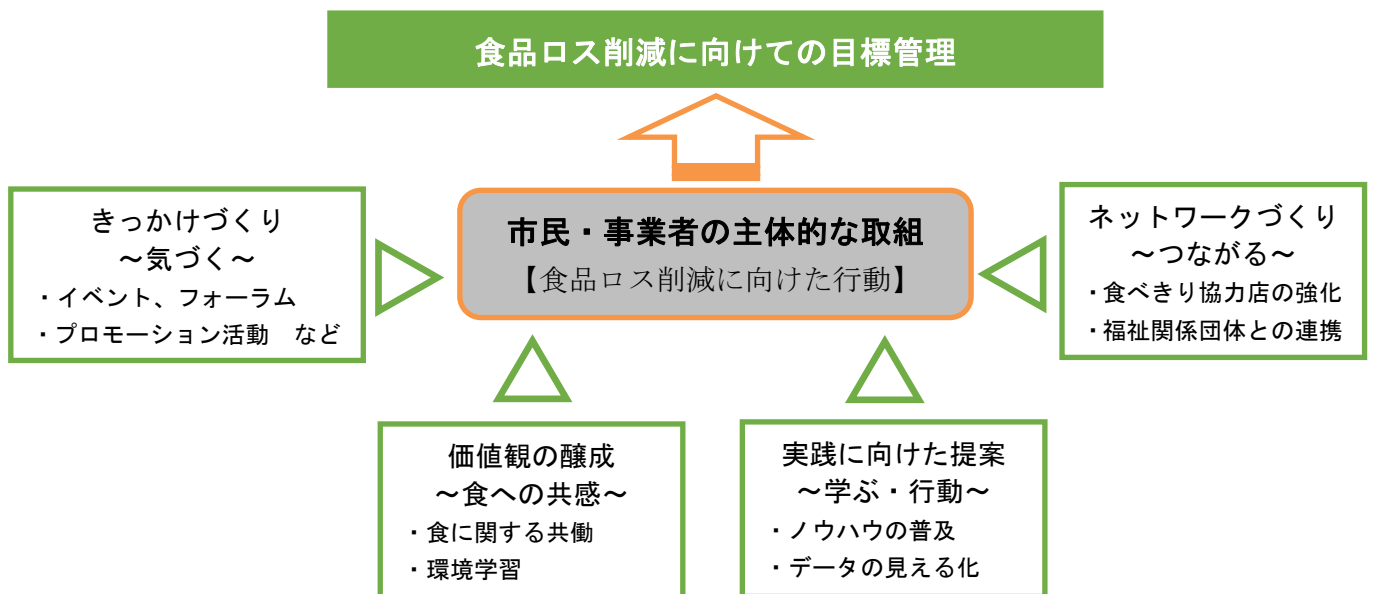 食品ロス削減に向けての目標管理
市民・事業者の主体的な取組
【食品ロス削減に向けた行動】
きっかけづくり
～気づく～
・イベント、フォーラム
・プロモーション活動　など
ネットワークづくり
～つながる～
・食べきり協力店の強化
・福祉関係団体との連携
価値観の醸成
～食への共感～
・食に関する共働
・環境学習
実践に向けた提案
～学ぶ・行動～
・ノウハウの普及
・データの見える化